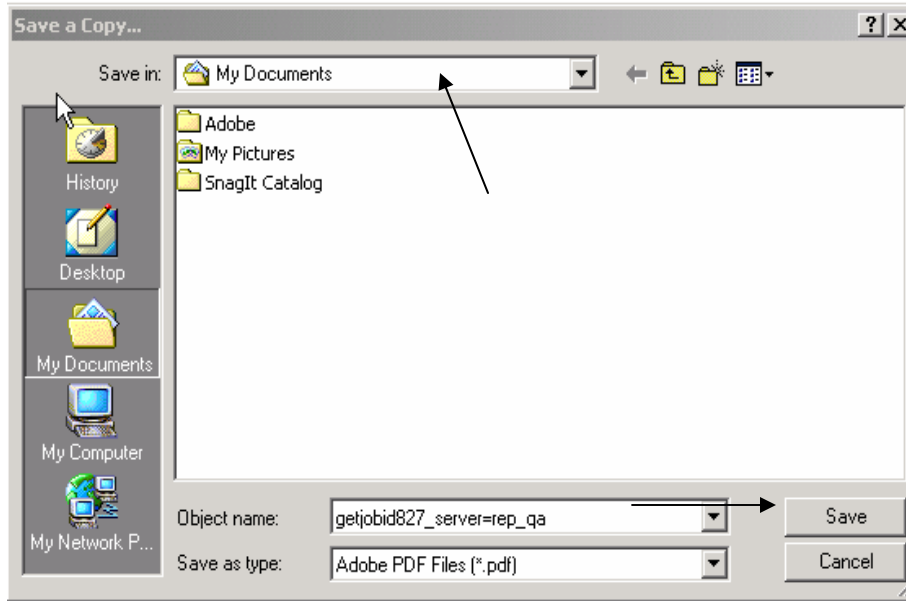 Save a Copy...
Save in:
My Documents
History
Desktop
My Documents
My Computer
My Network P...
Adobe
My Pictures
SnagIt Catalog
Object name:
getjobid827_server=rep_qa
Save
Save as type:
Adobe PDF Files (*.pdf)
Cancel